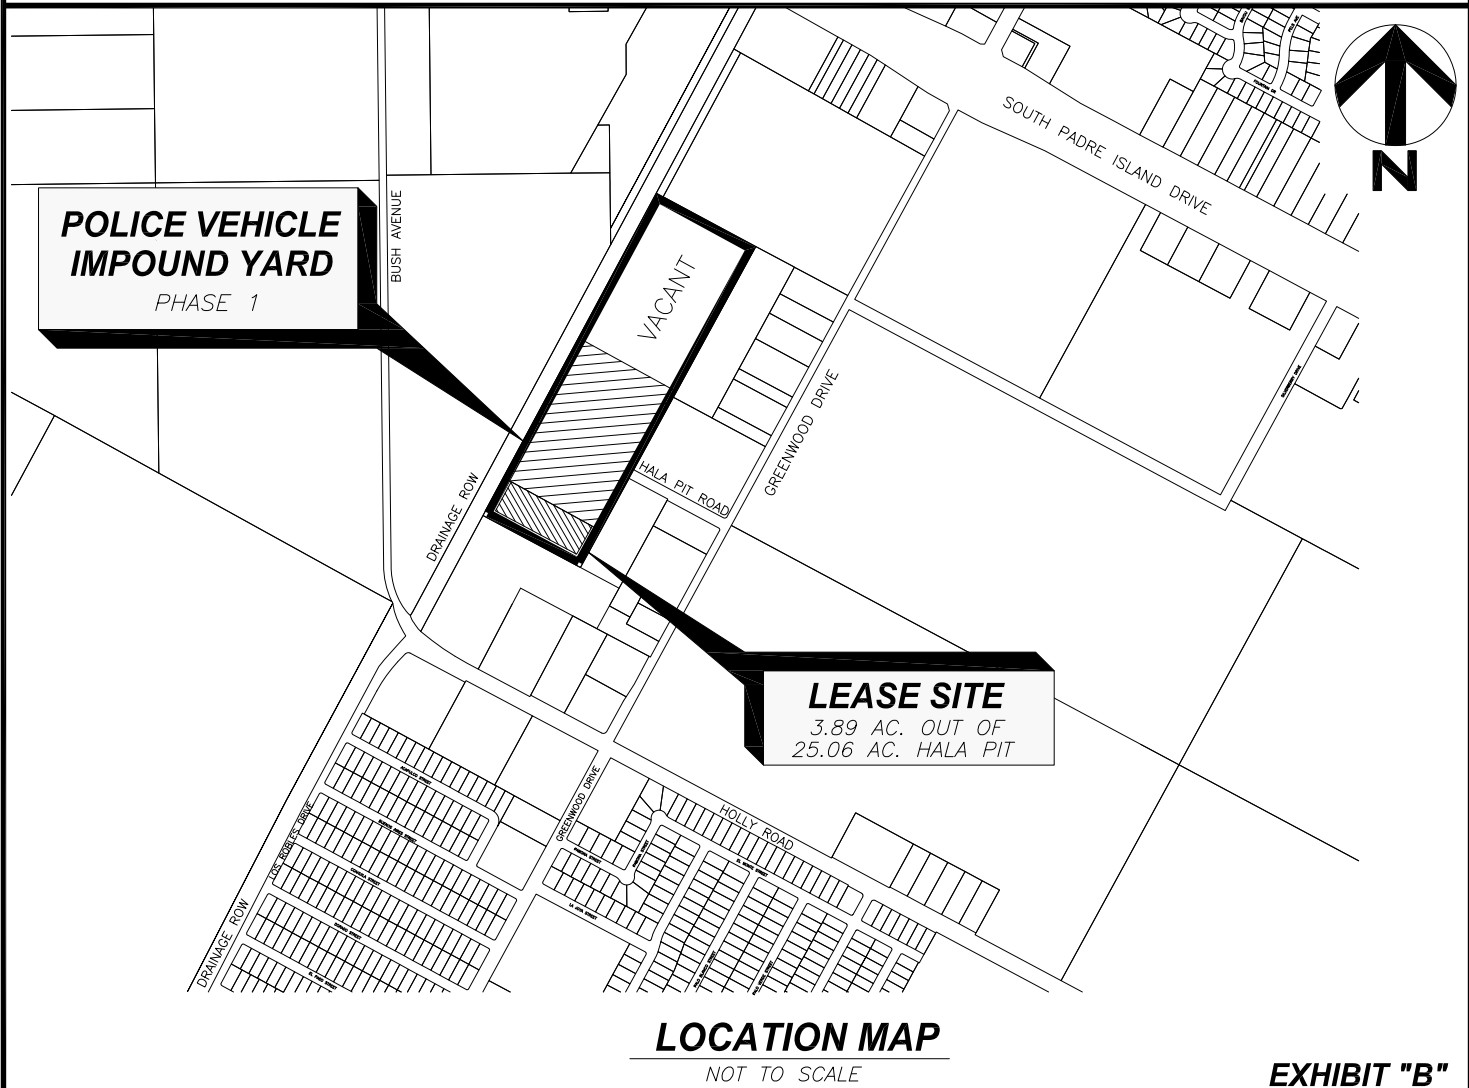 SOUTH PADRE ISLAND DRIVE
N
BUSH AVENUE
POLICE VEHICLE
IMPOUND YARD
PHASE 1
VACANT
GREENWOOD DRIVE
HALA PIT ROAD
DRAINAGE ROW
LEASE SITE
3.89 AC. OUT OF
25.06 AC. HALA PIT
GREENWOOD DRIVE
HOLLY ROAD
LOS ROBLES DRIVE
DRAINAGE ROW
LOCATION MAP
NOT TO SCALE
EXHIBIT "B"